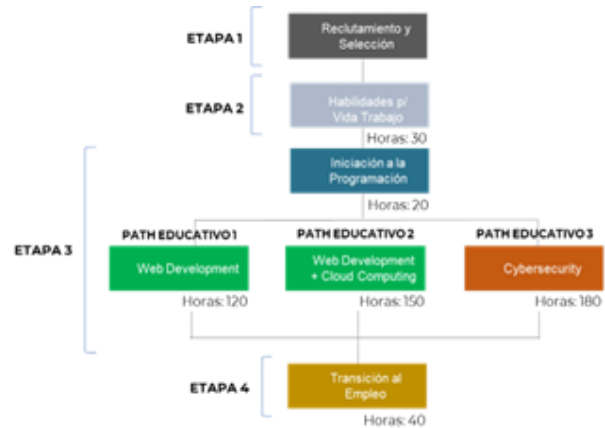 ETAPA 1
Reclutamiento y
Selección
ETAPA 2
Habilidades p/
Vida Trabajo
Horas: 30
Iniciación a la
Programación
Horas: 20
ETAPA 3
PATH EDUCATIVO 1
PATH EDUCATIVO 2
PATH EDUCATIVO 3
Web Development
Web Development
+ Cloud Computing
Cybersecurity
Horas: 120
Horas: 150
Horas: 180
ETAPA 4
Transición al
Empleo
Horas: 40